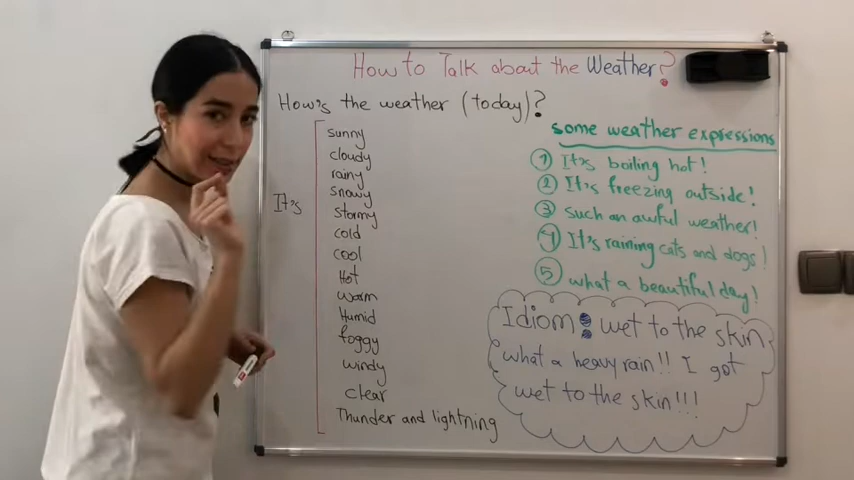 How to Talk about the Weather?
How's the weather (today)?
It's
sunny
cloudy
rainy
snowy
stormy
cold
cool
Hot
warm
Humid
foggy
windy
clear
Thunder and lightning
some weather expressions
1 It's boiling hot!
2 It's freezing outside!
3 such an awful weather!
4 It's raining cats and dogs!
5 what a beautiful day!
Idiom: wet to the skin
what a heavy rain!! I got
wet to the skin!!!